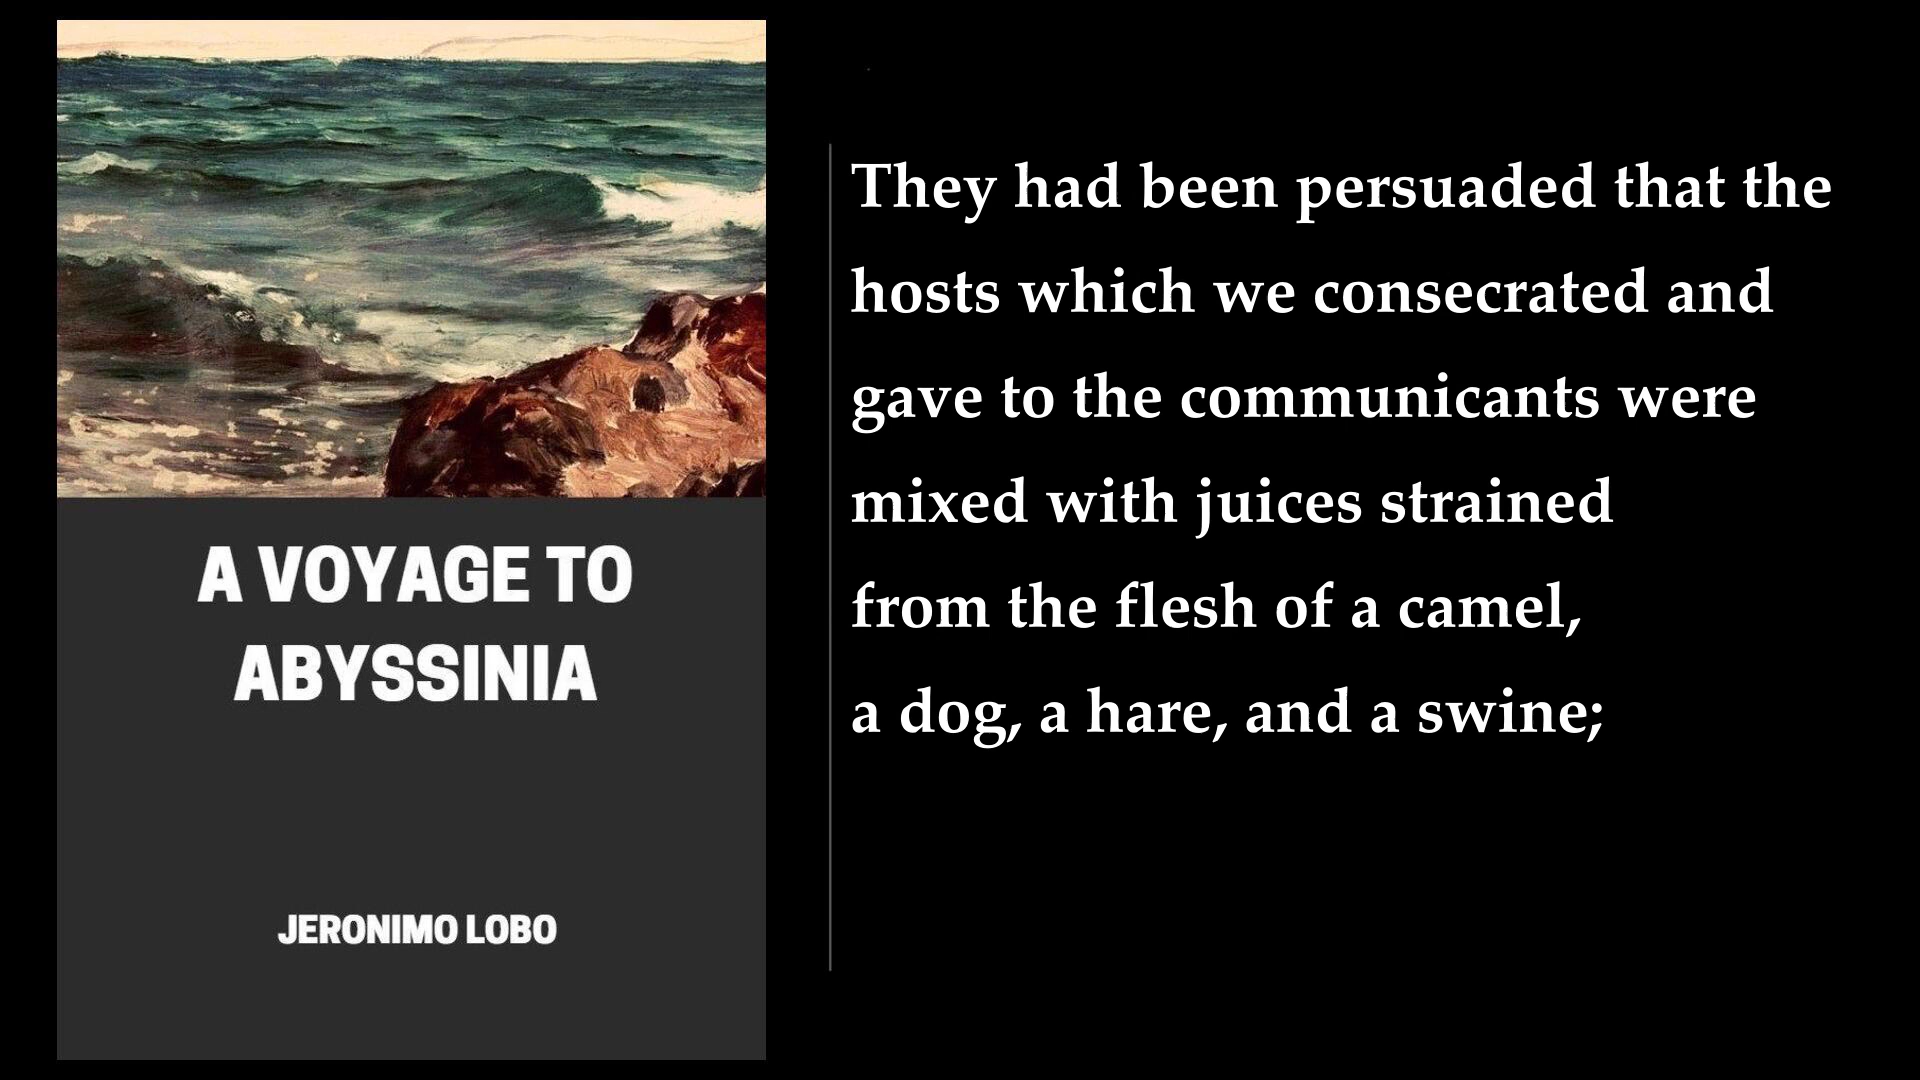 A VOYAGE TO
ABYSSINIA
JERONIMO LOBO
They had been persuaded that the
hosts which we consecrated and
gave to the communicants were
mixed with juices strained
from the flesh of a camel,
a dog, a hare, and a swine;